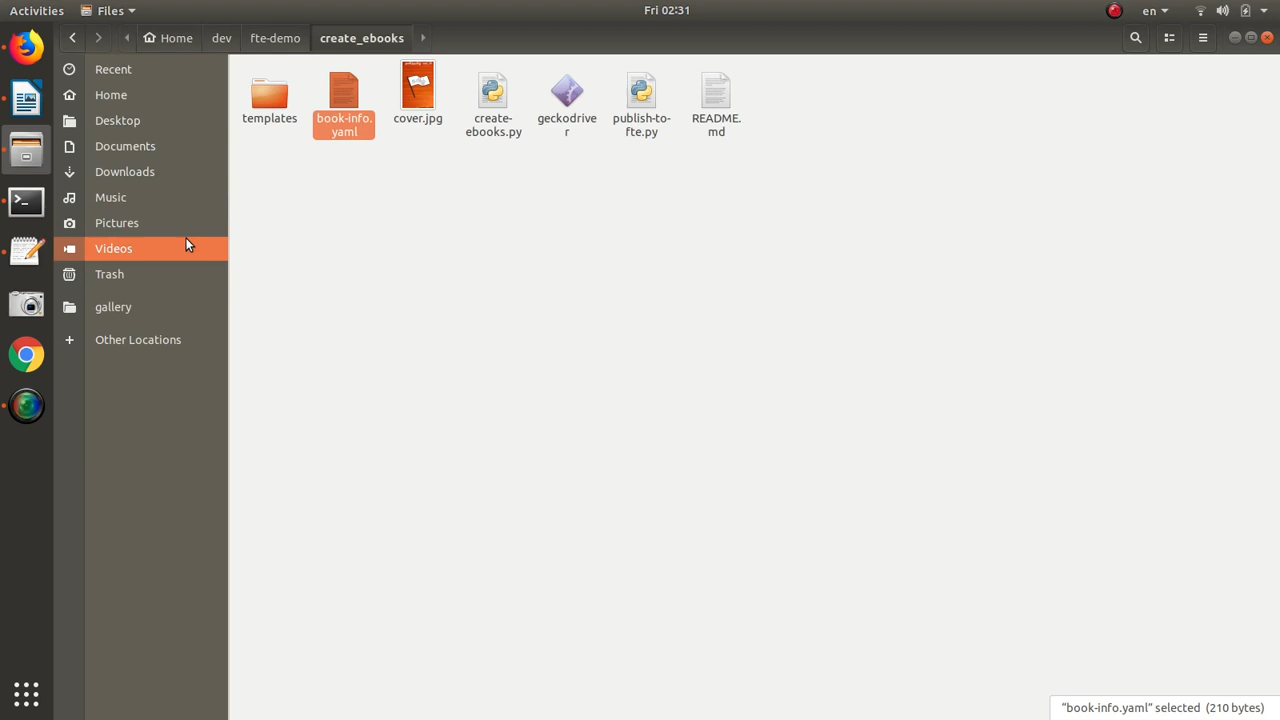 Activities Files Fri 02:31 en
Home dev fte-demo create_ebooks
Recent
Home
Desktop
Documents
Downloads
Music
Pictures
Videos
Trash
gallery
Other Locations
templates
book-info.
yaml
cover.jpg
create-
ebooks.py
geckodrive
r
publish-to-
fte.py
README.
md
“book-info.yaml” selected (210 bytes)